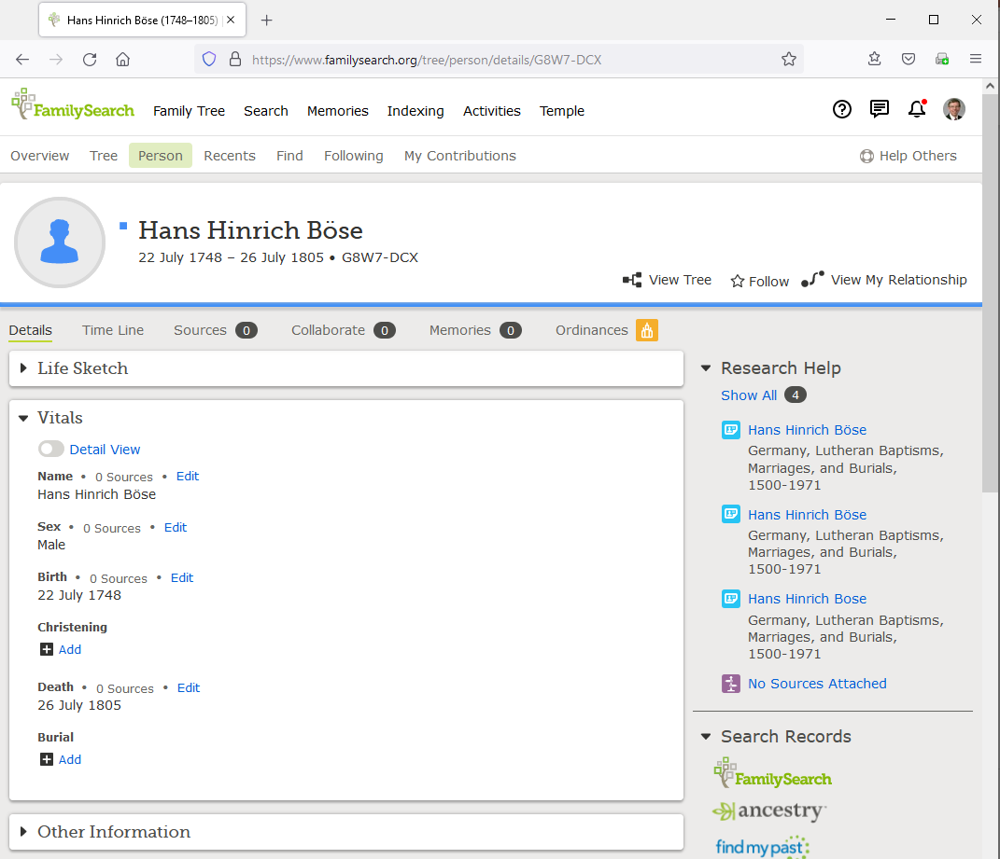 Hans Hinrich Böse (1748–1805)
https://www.familysearch.org/tree/person/details/G8W7-DCX
FamilySearch Family Tree Search Memories Indexing Activities Temple
Overview Tree Person Recents Find Following My Contributions Help Others
Hans Hinrich Böse
22 July 1748 – 26 July 1805 • G8W7-DCX
View Tree Follow View My Relationship
Details Time Line Sources 0 Collaborate 0 Memories 0 Ordinances
Life Sketch
Vitals
Detail View
Name • 0 Sources • Edit
Hans Hinrich Böse
Sex • 0 Sources • Edit
Male
Birth • 0 Sources • Edit
22 July 1748
Christening
Add
Death • 0 Sources • Edit
26 July 1805
Burial
Add
Other Information
Research Help
Show All 4
Hans Hinrich Böse
Germany, Lutheran Baptisms,
Marriages, and Burials,
1500-1971
Hans Hinrich Böse
Germany, Lutheran Baptisms,
Marriages, and Burials,
1500-1971
Hans Hinrich Bose
Germany, Lutheran Baptisms,
Marriages, and Burials,
1500-1971
No Sources Attached
Search Records
FamilySearch
ancestry
findmypast